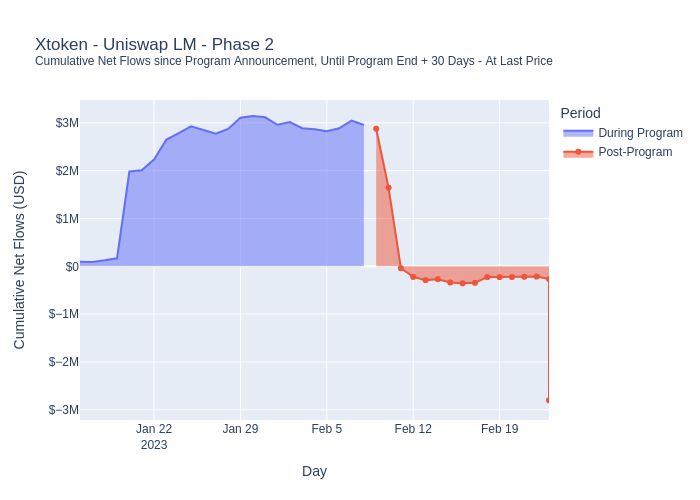 Xtoken - Uniswap LM - Phase 2
Cumulative Net Flows since Program Announcement, Until Program End + 30 Days - At Last Price
Period
During Program
Post-Program
Cumulative Net Flows (USD)
$3M
$2M
$1M
$0
$−1M
$−2M
$−3M
Jan 22
2023
Jan 29
Feb 5
Feb 12
Feb 19
Day